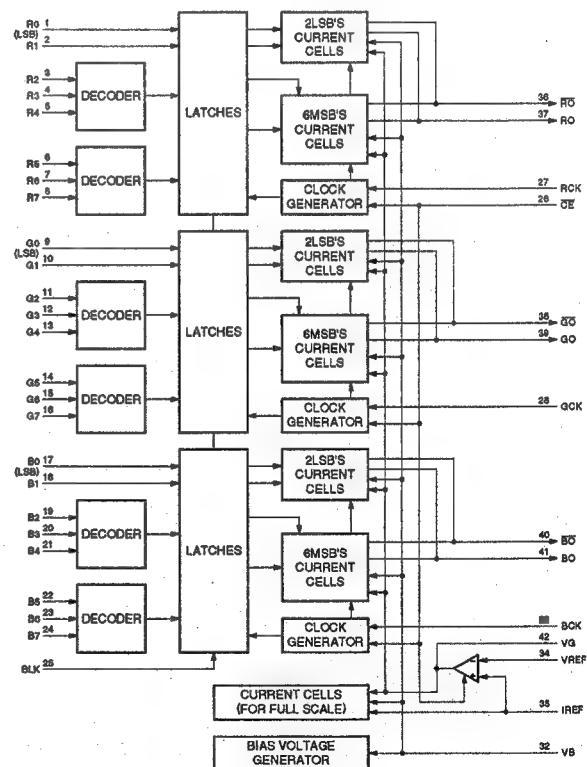 R0 1
(LSB)
R1 2
R2 3
R3 4
R4 5
DECODER
R5 6
R6 7
R7 8
DECODER
LATCHES
2LSB'S
CURRENT
CELLS
6MSB'S
CURRENT
CELLS
CLOCK
GENERATOR
36 R̅O̅
37 RO
27 RCK
26 C̅E̅
G0 9
(LSB)
G1 10
G2 11
G3 12
G4 13
DECODER
G5 14
G6 15
G7 16
DECODER
LATCHES
2LSB'S
CURRENT
CELLS
6MSB'S
CURRENT
CELLS
CLOCK
GENERATOR
38 G̅O̅
39 GO
28 GCK
B0 17
(LSB)
B1 18
B2 19
B3 20
B4 21
DECODER
B5 22
B6 23
B7 24
DECODER
BLK 25
LATCHES
2LSB'S
CURRENT
CELLS
6MSB'S
CURRENT
CELLS
CLOCK
GENERATOR
40 B̅O̅
41 BO
BCK
42 VG
34 VREF
35 IREF
CURRENT CELLS
(FOR FULL SCALE)
BIAS VOLTAGE
GENERATOR
32 VB